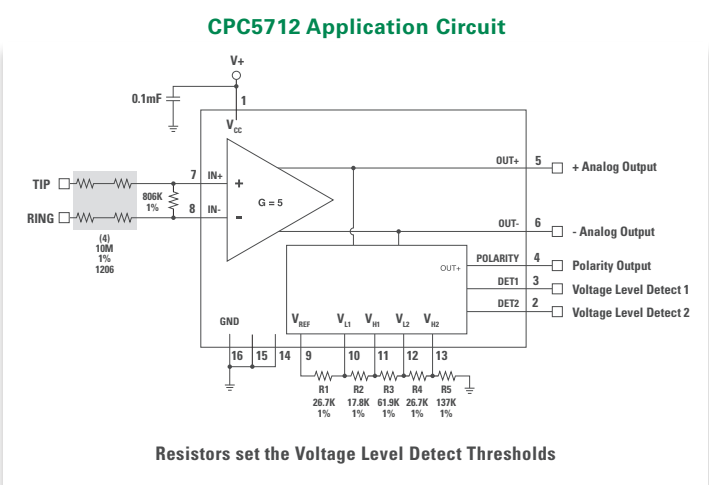 CPC5712 Application Circuit
V+
0.1mF
1
VCC
TIP
7
IN+
+
OUT+
5
+ Analog Output
806K
1%
G = 5
RING
8
IN-
-
(4)
10M
1%
1206
OUT-
6
- Analog Output
OUT+
POLARITY
4
Polarity Output
DET1
3
Voltage Level Detect 1
DET2
2
Voltage Level Detect 2
GND
VREF
VL1
VH1
VL2
VH2
16
15
14
9
10
11
12
13
R1
26.7K
1%
R2
17.8K
1%
R3
61.9K
1%
R4
26.7K
1%
R5
137K
1%
Resistors set the Voltage Level Detect Thresholds